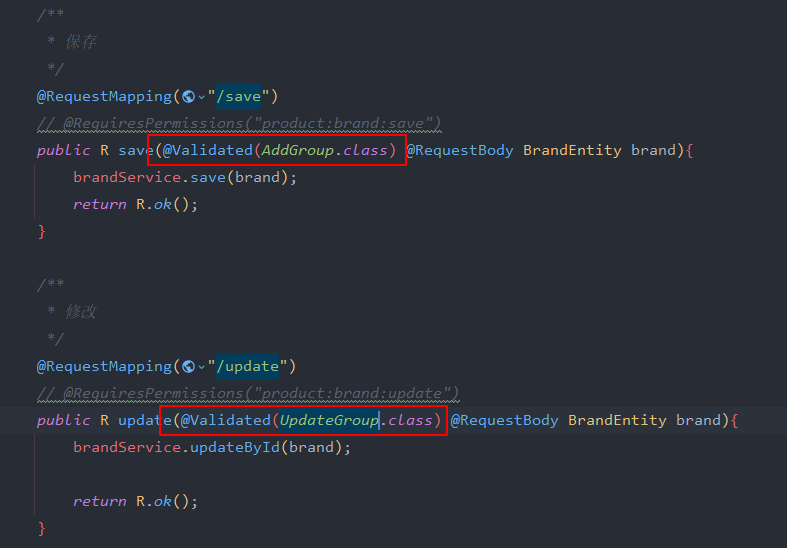 /**
* 保存
*/
@RequestMapping("/save")
// @RequiresPermissions("product:brand:save")
public R save(@Validated(AddGroup.class) @RequestBody BrandEntity brand){
brandService.save(brand);
return R.ok();
}
/**
* 修改
*/
@RequestMapping("/update")
// @RequiresPermissions("product:brand:update")
public R update(@Validated(UpdateGroup.class) @RequestBody BrandEntity brand){
brandService.updateById(brand);
return R.ok();
}